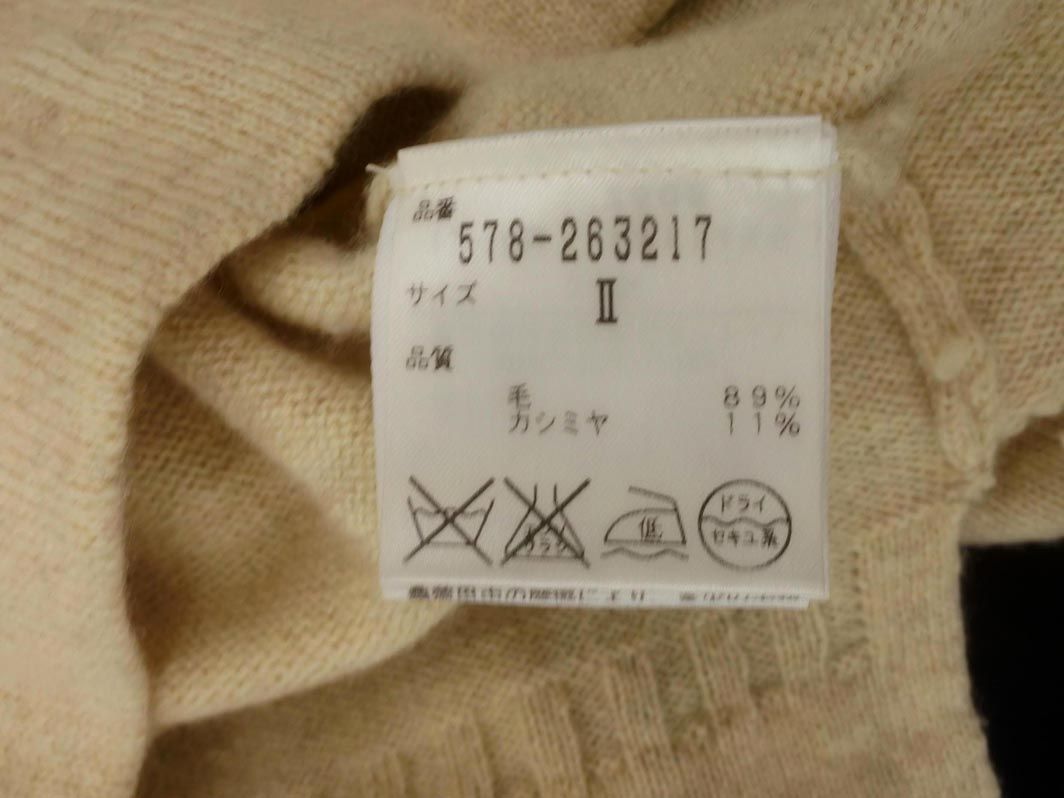 品番
578-263217
サイズ II
品質
毛 89%
カシミヤ 11%
低
ドライ
セキユ系